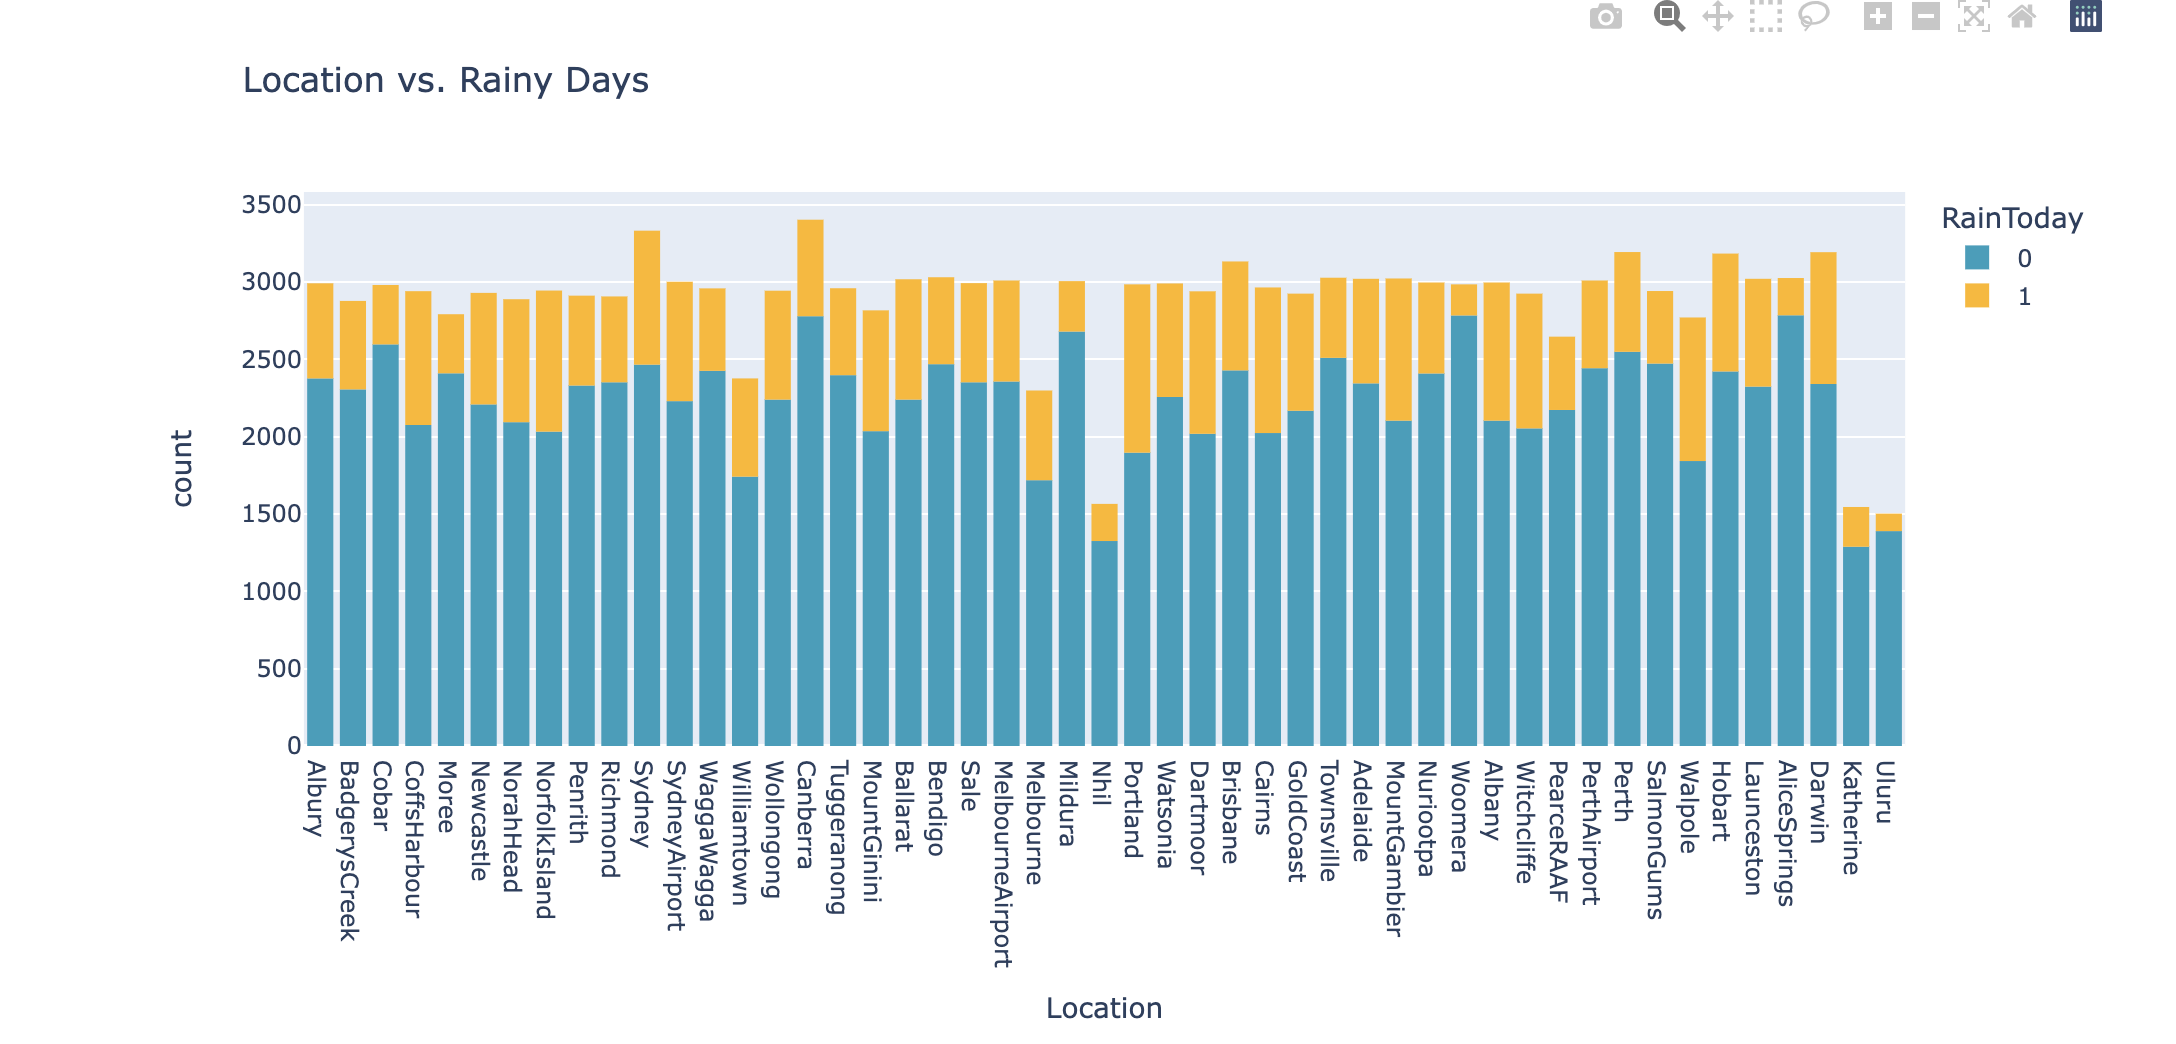 Location vs. Rainy Days
3500
3000
2500
2000
1500
1000
500
0
count
RainToday
0
1
Albury
BadgerysCreek
Cobar
CoffsHarbour
Moree
Newcastle
NorahHead
NorfolkIsland
Penrith
Richmond
Sydney
SydneyAirport
WaggaWagga
Williamtown
Wollongong
Canberra
Tuggeranong
MountGinini
Ballarat
Bendigo
Sale
MelbourneAirport
Melbourne
Mildura
Nhil
Portland
Watsonia
Dartmoor
Brisbane
Cairns
GoldCoast
Townsville
Adelaide
MountGambier
Nuriootpa
Woomera
Albany
Witchcliffe
PearceRAAF
PerthAirport
Perth
SalmonGums
Walpole
Hobart
Launceston
AliceSprings
Darwin
Katherine
Uluru
Location